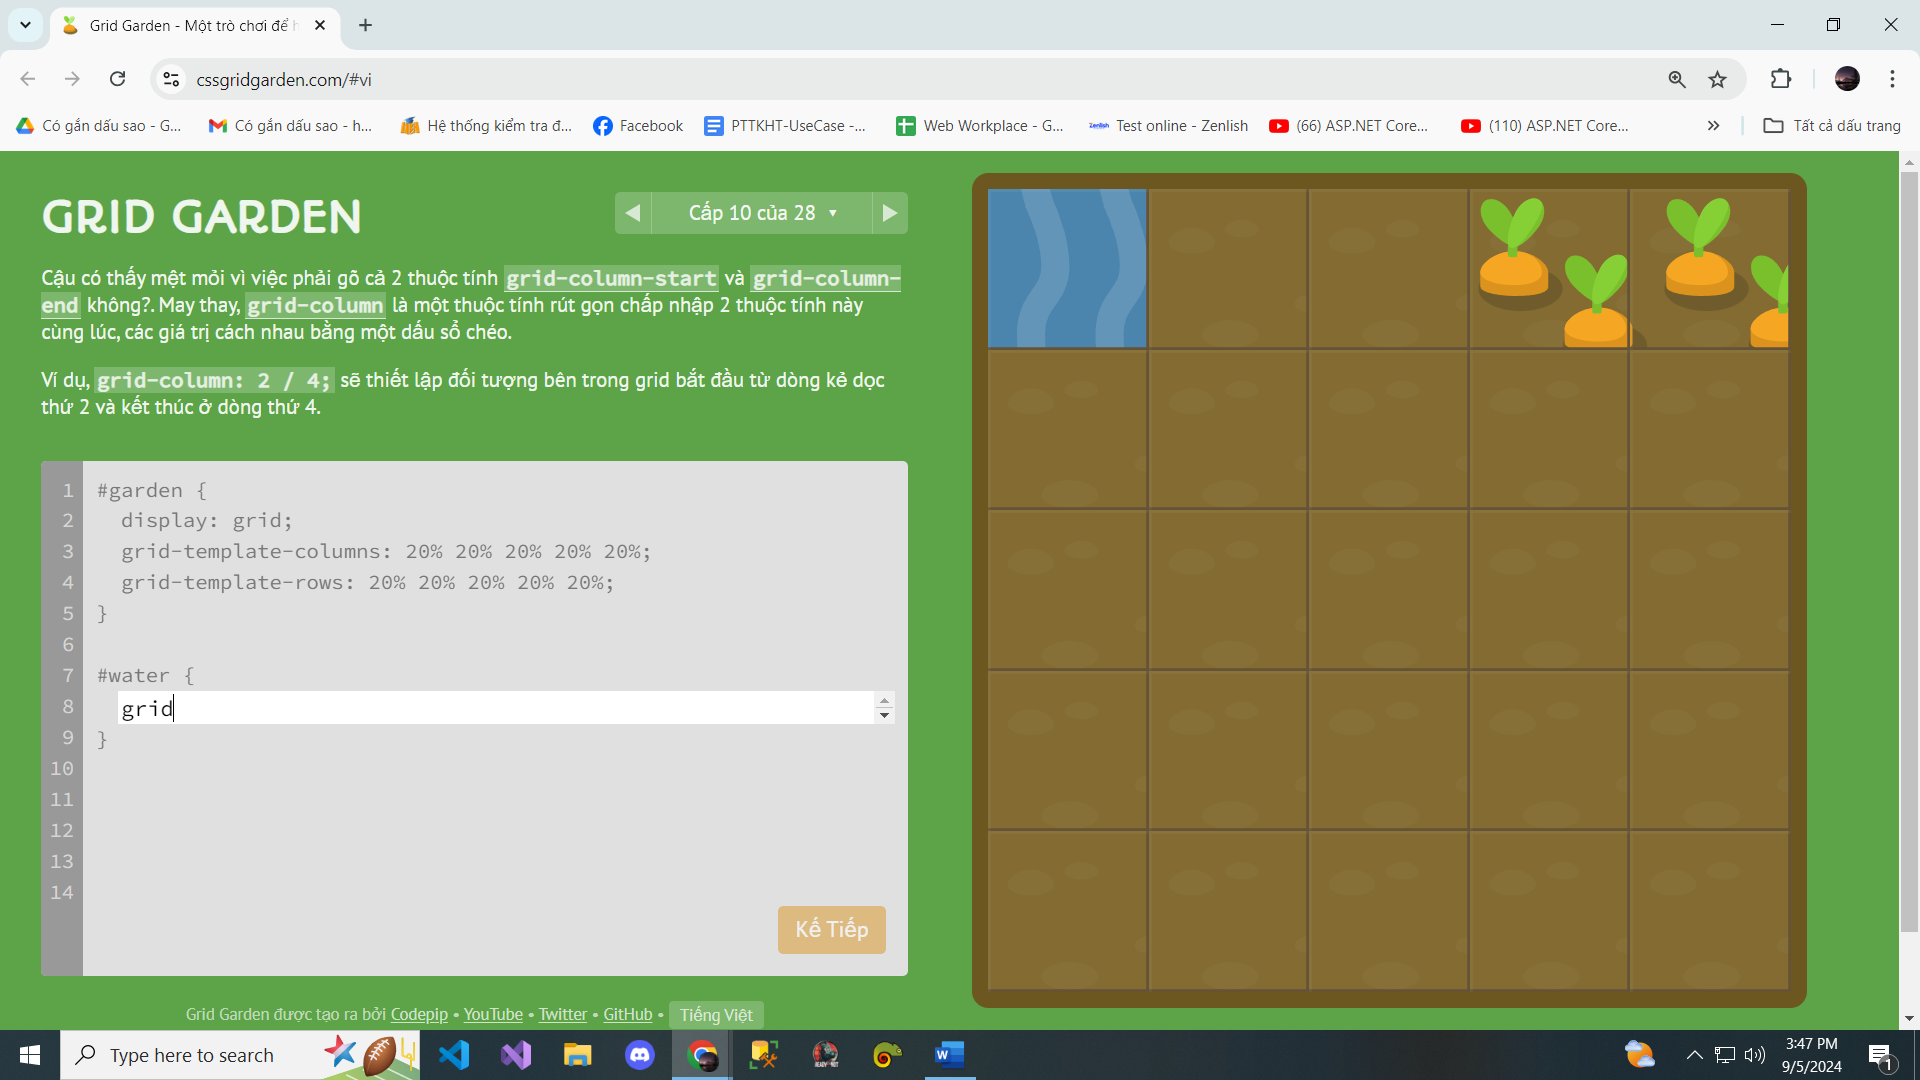 Grid Garden - Một trò chơi để h
cssgridgarden.com/#vi
Có gắn dấu sao - G...
Có gắn dấu sao - h...
Hệ thống kiểm tra đ...
Facebook
PTTKHT-UseCase -...
Web Workplace - G...
Zenlish
Test online - Zenlish
(66) ASP.NET Core...
(110) ASP.NET Core...
Tất cả dấu trang
GRID GARDEN
Cấp 10 của 28
Cậu có thấy mệt mỏi vì việc phải gõ cả 2 thuộc tính grid-column-start và grid-column-
end không?. May thay, grid-column là một thuộc tính rút gọn chấp nhập 2 thuộc tính này
cùng lúc, các giá trị cách nhau bằng một dấu sổ chéo.
Ví dụ, grid-column: 2 / 4; sẽ thiết lập đối tượng bên trong grid bắt đầu từ dòng kẻ dọc
thứ 2 và kết thúc ở dòng thứ 4.
1 #garden {
2 display: grid;
3 grid-template-columns: 20% 20% 20% 20% 20%;
4 grid-template-rows: 20% 20% 20% 20% 20%;
5 }
6
7 #water {
8 grid
9 }
10
11
12
13
14
Kế Tiếp
Grid Garden được tạo ra bởi Codepip • YouTube • Twitter • GitHub • Tiếng Việt
Type here to search
READY NOT
W
3:47 PM
9/5/2024
1